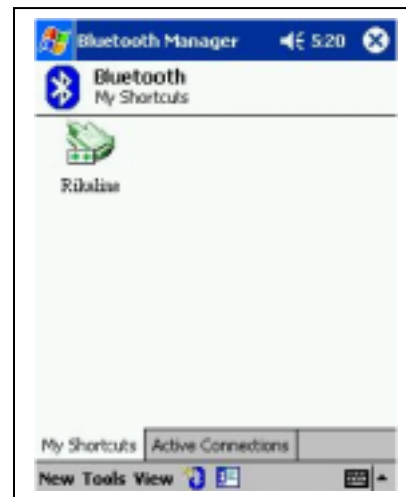 Bluetooth Manager 5:20
Bluetooth
My Shortcuts
Rikaline
My Shortcuts Active Connections
New Tools View